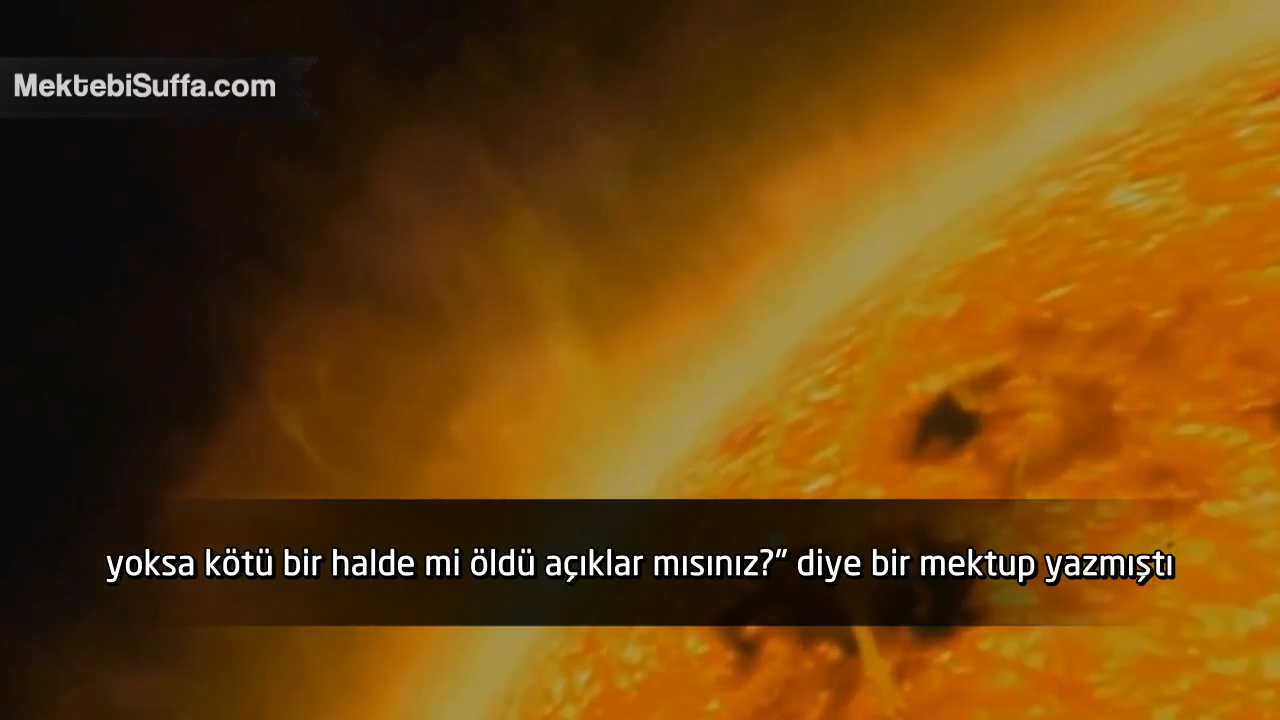 MektebiSuffa.com
yoksa kötü bir halde mi öldü açıklar mısınız?” diye bir mektup yazmıştı